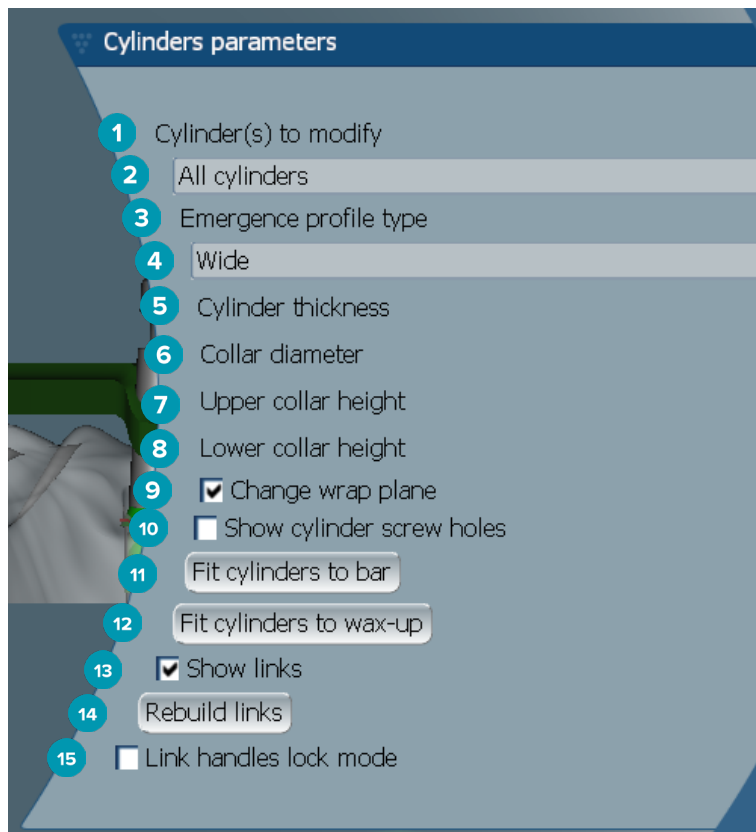 Cylinders parameters
1 Cylinder(s) to modify
2 All cylinders
3 Emergence profile type
4 Wide
5 Cylinder thickness
6 Collar diameter
7 Upper collar height
8 Lower collar height
9 Change wrap plane
10 Show cylinder screw holes
11 Fit cylinders to bar
12 Fit cylinders to wax-up
13 Show links
14 Rebuild links
15 Link handles lock mode